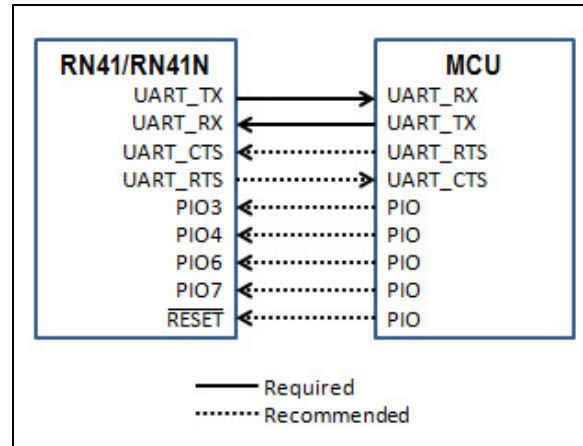 RN41/RN41N MCU
UART_TX UART_RX
UART_RX UART_TX
UART_CTS UART_RTS
UART_RTS UART_CTS
PIO3 PIO
PIO4 PIO
PIO6 PIO
PIO7 PIO
RESET PIO
Required
Recommended